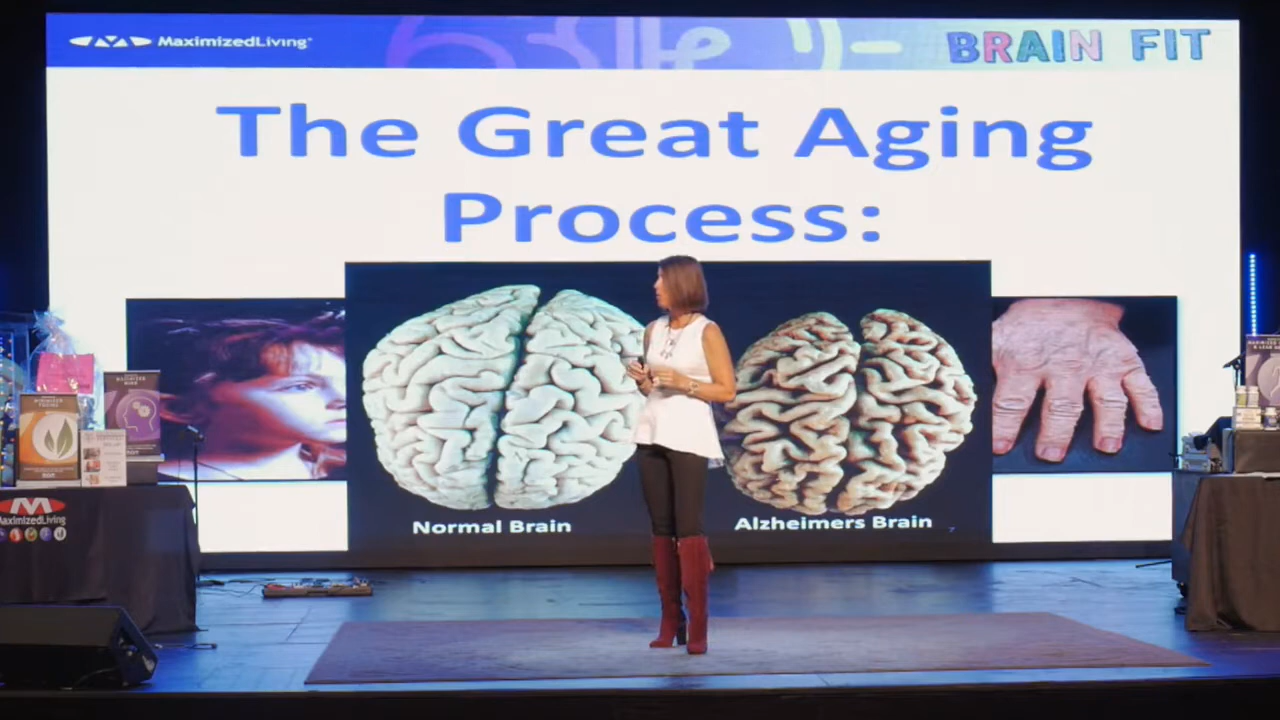 MaximizedLiving
BRAIN FIT
The Great Aging
Process:
Normal Brain
Alzheimers Brain
MaximizedLiving